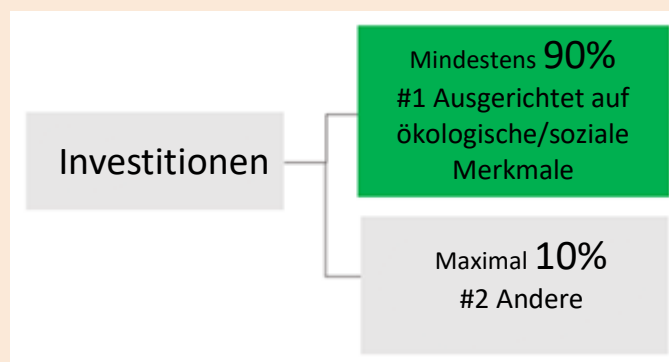 Investitionen
Mindestens 90%
#1 Ausgerichtet auf
ökologische/soziale
Merkmale
Maximal 10%
#2 Andere